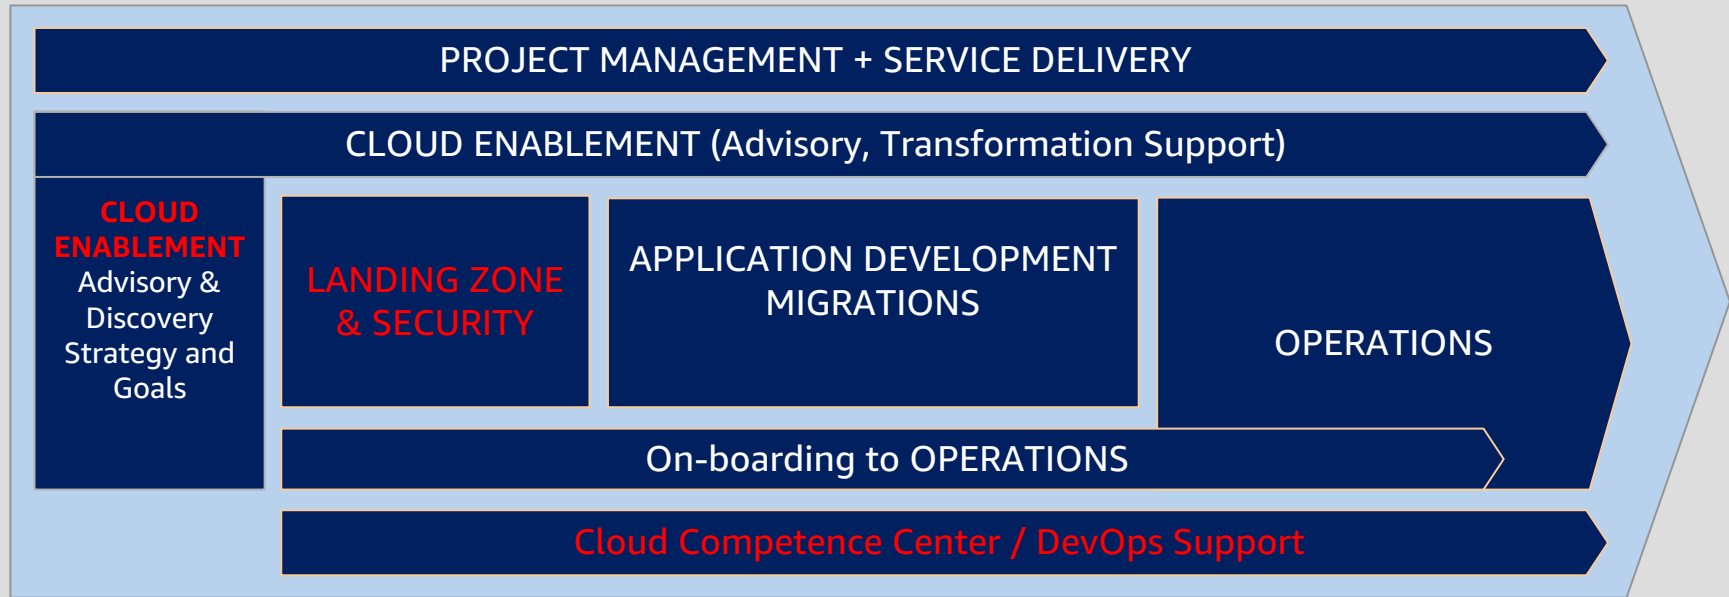 PROJECT MANAGEMENT + SERVICE DELIVERY
CLOUD ENABLEMENT (Advisory, Transformation Support)
CLOUD
ENABLEMENT
Advisory &
Discovery
Strategy and
Goals
LANDING ZONE
& SECURITY
APPLICATION DEVELOPMENT
MIGRATIONS
OPERATIONS
On-boarding to OPERATIONS
Cloud Competence Center / DevOps Support